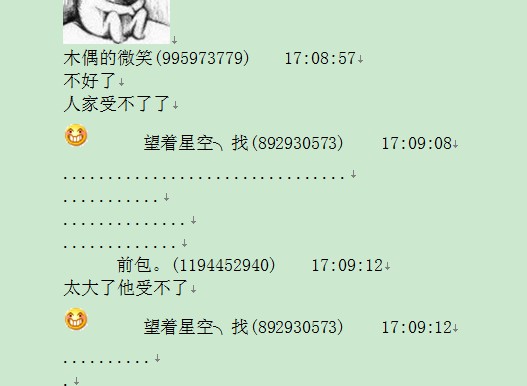 木偶的微笑(995973779) 17:08:57
不好了
人家受不了了
望着星空╮找(892930573) 17:09:08
................................
...........
..............
.............
前包。(1194452940) 17:09:12
太大了他受不了
望着星空╮找(892930573) 17:09:12
..........
.